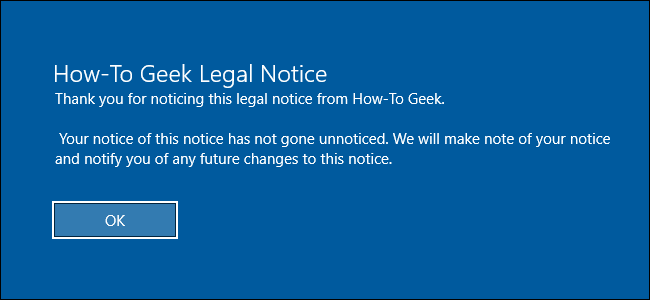 How-To Geek Legal Notice
Thank you for noticing this legal notice from How-To Geek.
Your notice of this notice has not gone unnoticed. We will make note of your notice
and notify you of any future changes to this notice.
OK